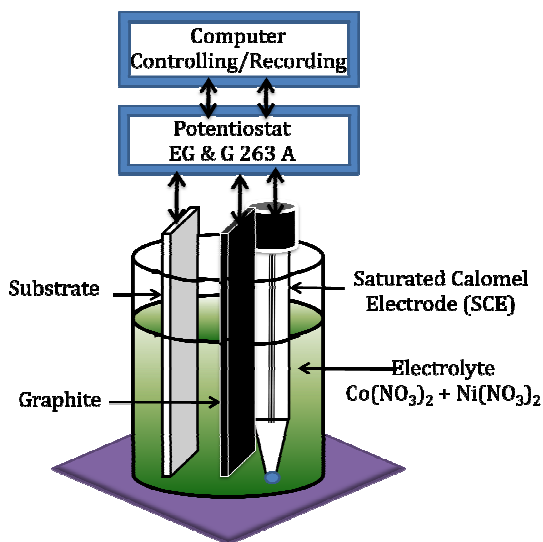 Computer
Controlling/Recording
Potentiostat
EG & G 263 A
Substrate
Saturated Calomel
Electrode (SCE)
Graphite
Electrolyte
Co(NO₃)₂ + Ni(NO₃)₂